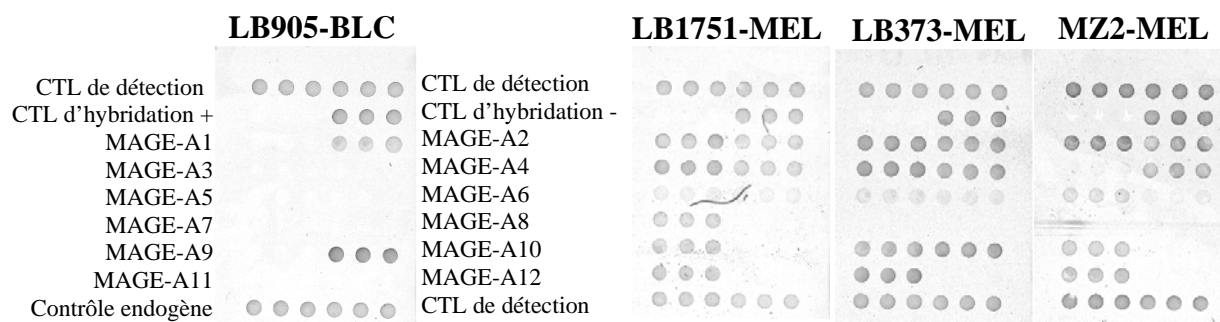 LB905-BLC LB1751-MEL LB373-MEL MZ2-MEL
CTL de détection CTL de détection
CTL d'hybridation + CTL d'hybridation -
MAGE-A1 MAGE-A2
MAGE-A3 MAGE-A4
MAGE-A5 MAGE-A6
MAGE-A7 MAGE-A8
MAGE-A9 MAGE-A10
MAGE-A11 MAGE-A12
Contrôle endogène CTL de détection